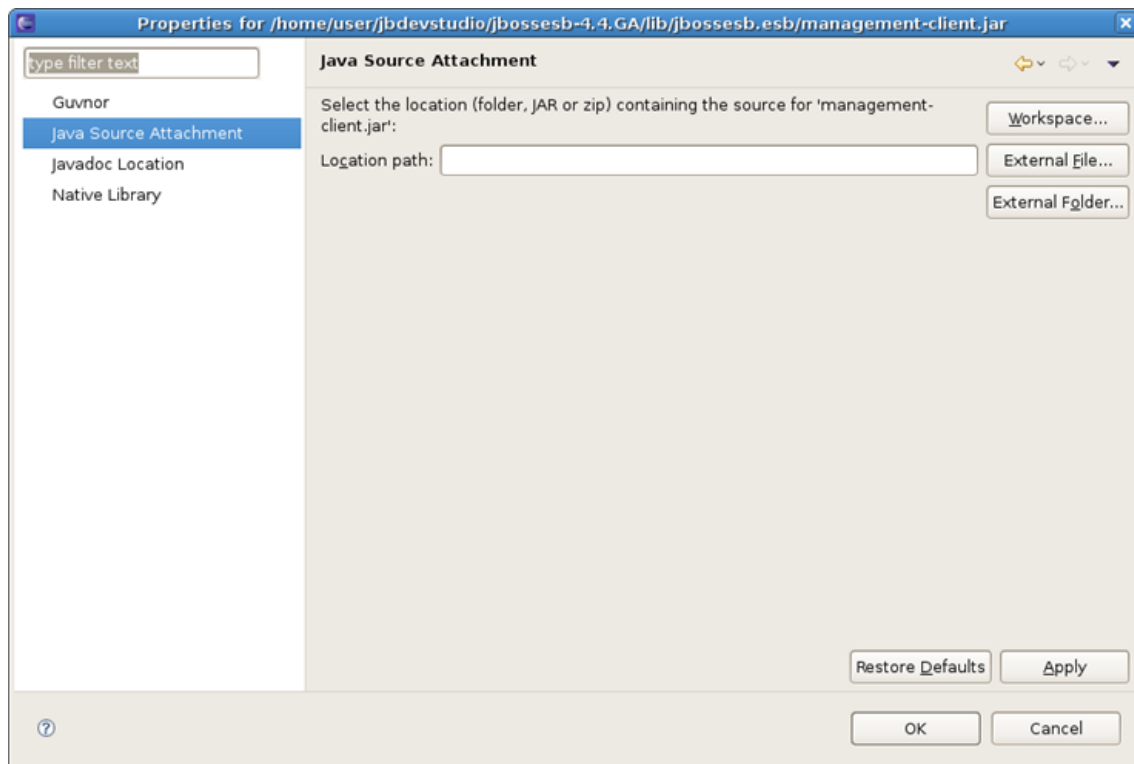 Properties for /home/user/jbdevstudio/jbossesb-4.4.GA/lib/jbossesb.esb/management-client.jar
type filter text
Guvnor
Java Source Attachment
Javadoc Location
Native Library
Java Source Attachment
Select the location (folder, JAR or zip) containing the source for 'management-
client.jar':
Workspace...
Location path:
External File...
External Folder...
Restore Defaults
Apply
OK
Cancel